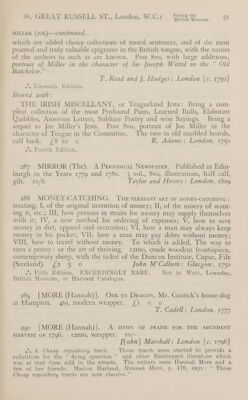 66, GREAT RUSSELL ST., London, W.C.1 Facing the British Museum. 51
MILLER (JOE)—continued.
which are added choice collections of moral sentences, and of the most
pointed and truly valuable epigrams in the British tongue, with the names
of the authors to such as are known. Post 8vo, with large additions,
portrait of Miller in the character of Sir Joseph Wittol in the “ Old
Batchelor.”
T. Read and J. Hodges: London [c. 1750]
Eleventh Edition.
Bound with:
THE IRISH MISCELLANY, or Teagueland Jests: Being a com-
pleat collection of the most Profound Puns, Learned Bulls, Elaborate
Quibbles, Amorous Letters, Sublime Poetry and wise Sayings. Being a
sequel to Joe Miller's Jests. Post 8vo, portrait of Joe Miller in the
character of Teague in the Committee. The two in old marbled boards,
calf back. £8 10 0 R. Adams: London, 1750
Fourth Edition.
287 MIRROR (The). A PERIODICAL NEWSPAPER. Published in Edin-
burgh in the Years 1779 and 1780. 3 vol., 8vo, illustrations, half calf,
gilt. 10/6 Taylor and Hessey: London, 1809
288 MONEY-CATCHING. THE PLEASANT ART OF MONEY-CATCHING;
treating, I, of the original invention of money; II, of the misery of want-
ing it, etc.; III, how persons in straits for money may supply themselves
with it; IV, a new method for ordering of expenses; V, how to save
money in diet, apparel and recreations; VI, how a man may always keep
money in his pocket; VII, how a man may pay debts without money;
VIII, how to travel without money. To which is added, The way to
turn a penny: or the art of thriving. 12mo, crude woodcut frontispiece,
contemporary sheep, with the ticket of the Deacon Institute, Cupar, Fife
(Scotland). £3 5 0 John M'Callum: Glasgow, 1750
Fifth Edition. EXCEEDINGLY RARE. Not in Watt, Lowndes,
British Museum, or Harvard Catalogue.
289 [MORE (Hannah)]. ODE TO DRAGON, Mr. Garrick's house-dog
at Hampton. 4to, modern wrapper. £ 0 0
T. Cadell: London, 1777
290 [MORE (Hannah)]. A HYMN OF PRAISE FOR THE ABUNDANT
HARVEST OF 1796. 12mo, wrapper. 10/-
J[ohn] Marshall: London [c. 1796]
A Cheap repository tract. These tracts were started to provide a
substitute for the “dying speeches” and other flamboyant literature which
was at that time sold in the streets. The writers were Hannah More and a
few of her friends. Marion Harland, Hannah More, p. 176, says: “These
Cheap repository tracts are now classics.”